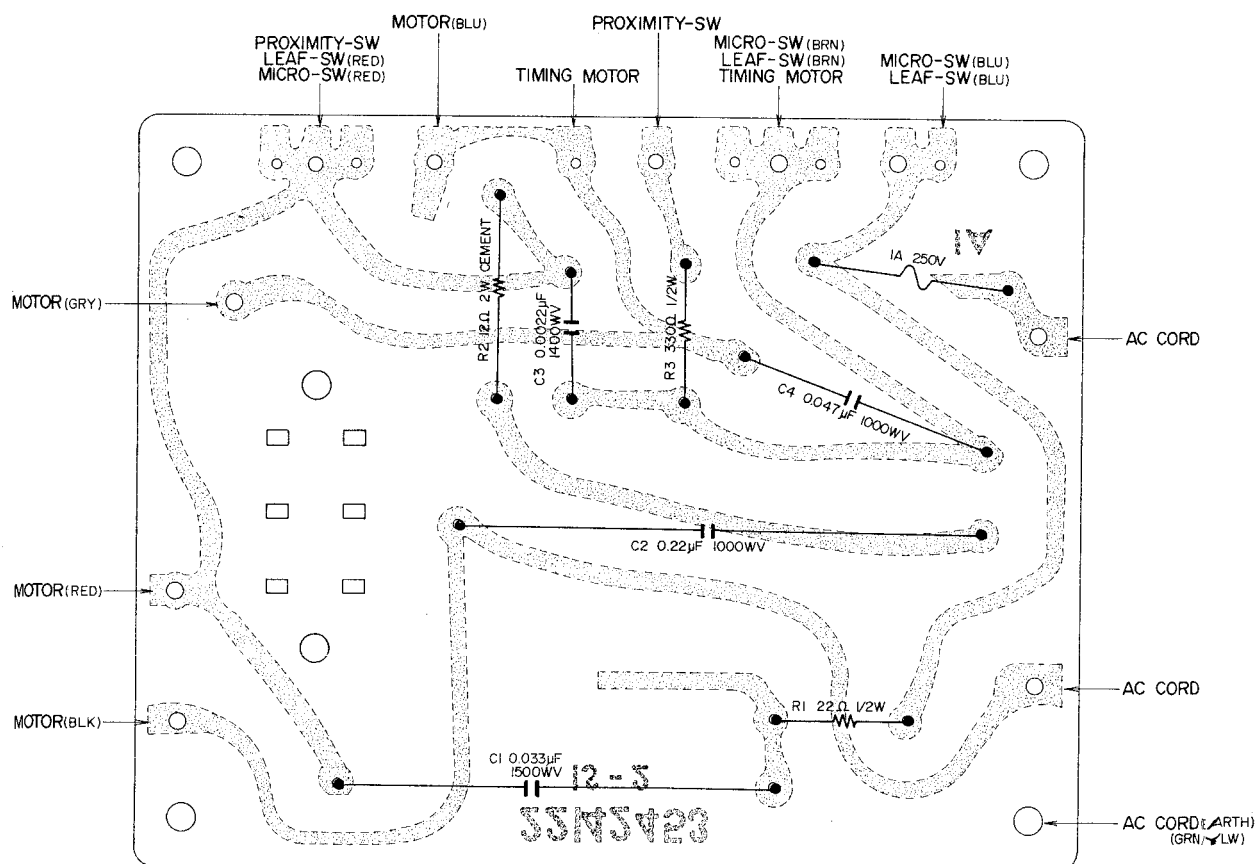 MOTOR(BLU)
PROXIMITY-SW
LEAF-SW(RED)
MICRO-SW(RED)
TIMING MOTOR
PROXIMITY-SW
MICRO-SW(BRN)
LEAF-SW(BRN)
TIMING MOTOR
MICRO-SW(BLU)
LEAF-SW(BLU)
1A
1A 250V
MOTOR(GRY)
AC CORD
R2 12Ω 2W CEMENT
C3 0.0022µF
1400WV
R3 330Ω 1/2W
C4 0.047µF 1000WV
C2 0.22µF 1000WV
MOTOR(RED)
AC CORD
MOTOR(BLK)
R1 22Ω 1/2W
C1 0.033µF
1500WV
22142453
AC CORD(EARTH)
(GRN/YLW)